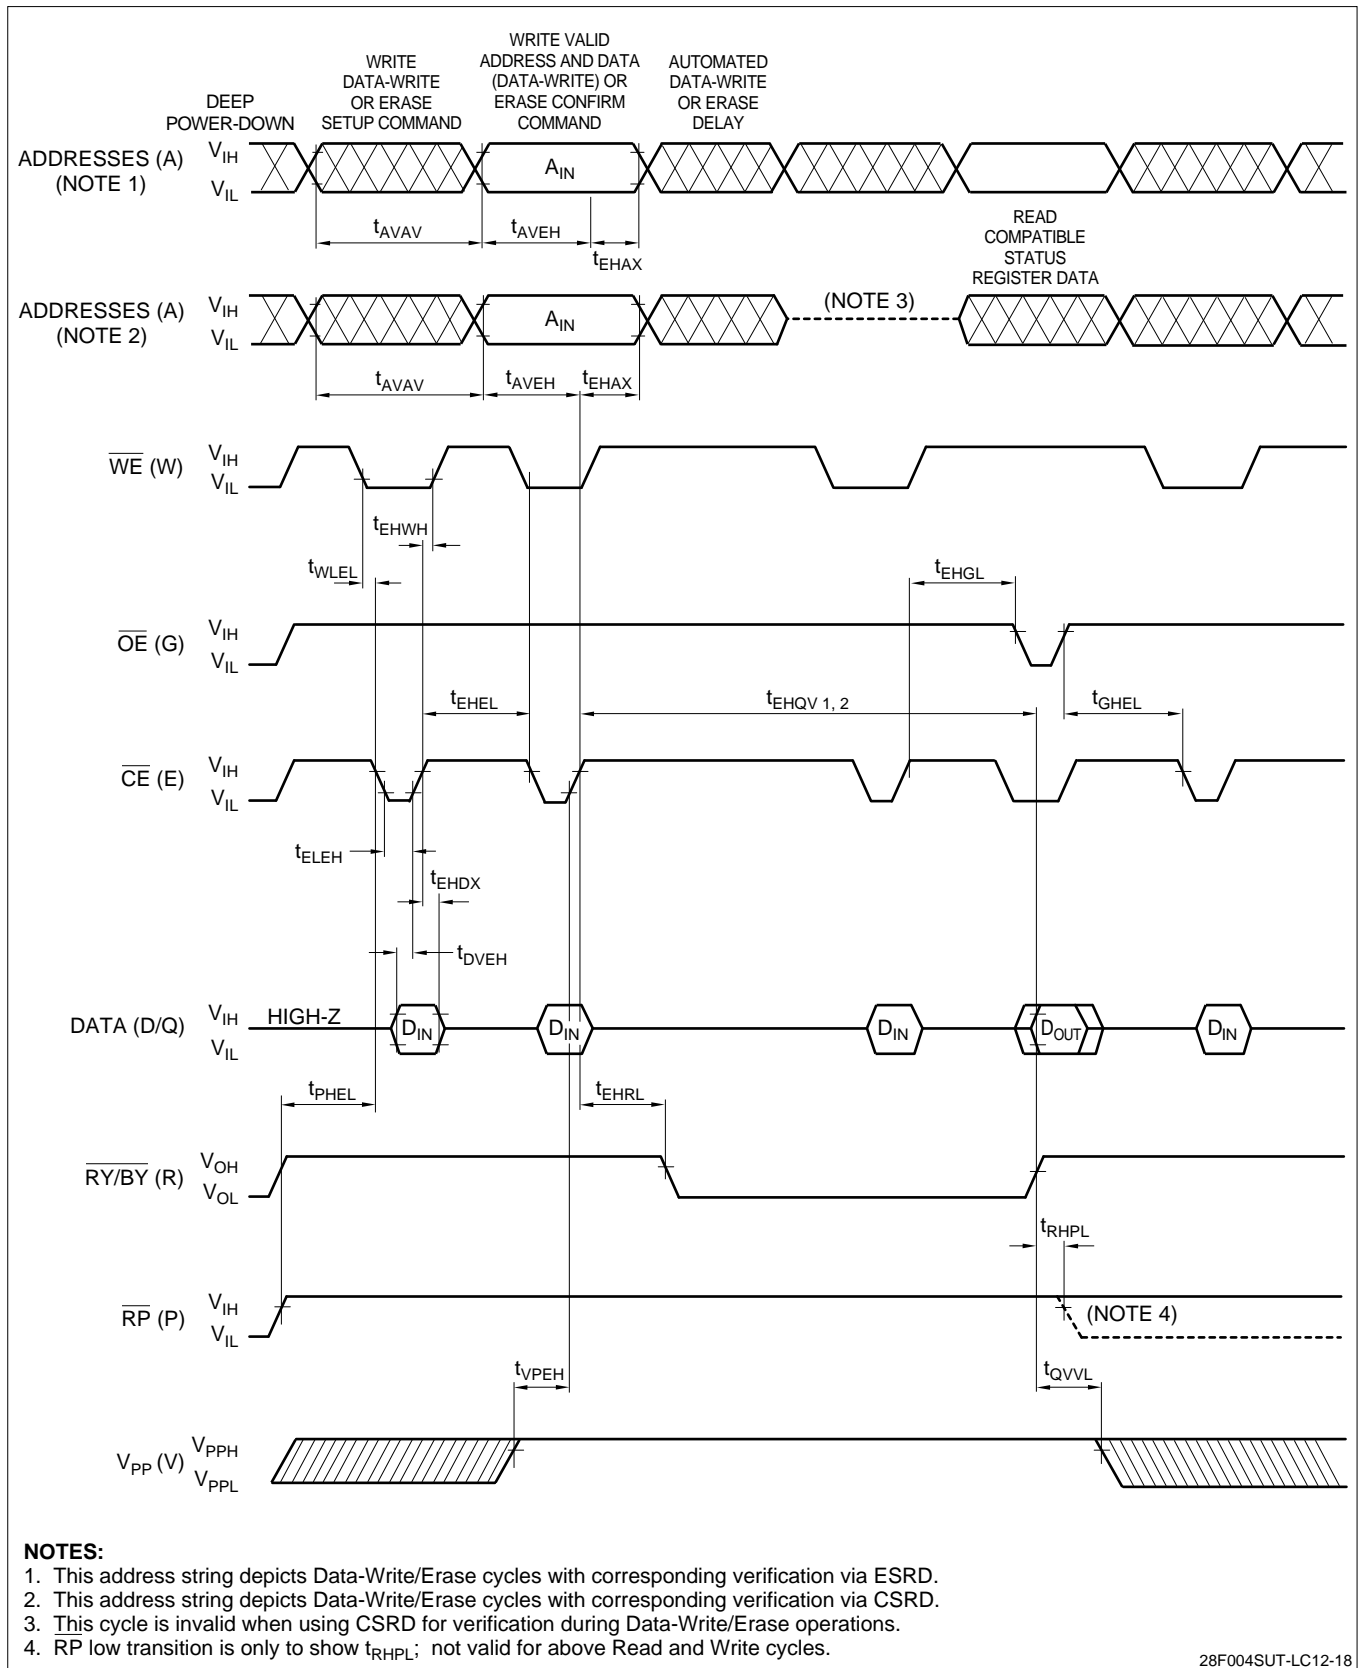 DEEP
POWER-DOWN
WRITE
DATA-WRITE
OR ERASE
SETUP COMMAND
WRITE VALID
ADDRESS AND DATA
(DATA-WRITE) OR
ERASE CONFIRM
COMMAND
AUTOMATED
DATA-WRITE
OR ERASE
DELAY
ADDRESSES (A)
(NOTE 1)
VIH
VIL
AIN
tAVAV
tAVEH
tEHAX
READ
COMPATIBLE
STATUS
REGISTER DATA
ADDRESSES (A)
(NOTE 2)
VIH
VIL
AIN
(NOTE 3)
tAVAV
tAVEH
tEHAX
WE (W)
VIH
VIL
tEHWH
tWLEL
tEHGL
OE (G)
VIH
VIL
tEHEL
tEHQV 1, 2
tGHEL
CE (E)
VIH
VIL
tELEH
tEHDX
tDVEH
DATA (D/Q)
VIH
VIL
HIGH-Z
DIN
DIN
DIN
DOUT
DIN
tPHEL
tEHRL
RY/BY (R)
VOH
VOL
tRHPL
RP (P)
VIH
VIL
(NOTE 4)
tVPEH
tQVVL
VPP (V)
VPPH
VPPL
NOTES:
1. This address string depicts Data-Write/Erase cycles with corresponding verification via ESRD.
2. This address string depicts Data-Write/Erase cycles with corresponding verification via CSRD.
3. This cycle is invalid when using CSRD for verification during Data-Write/Erase operations.
4. RP low transition is only to show tRHPL; not valid for above Read and Write cycles.
28F004SUT-LC12-18